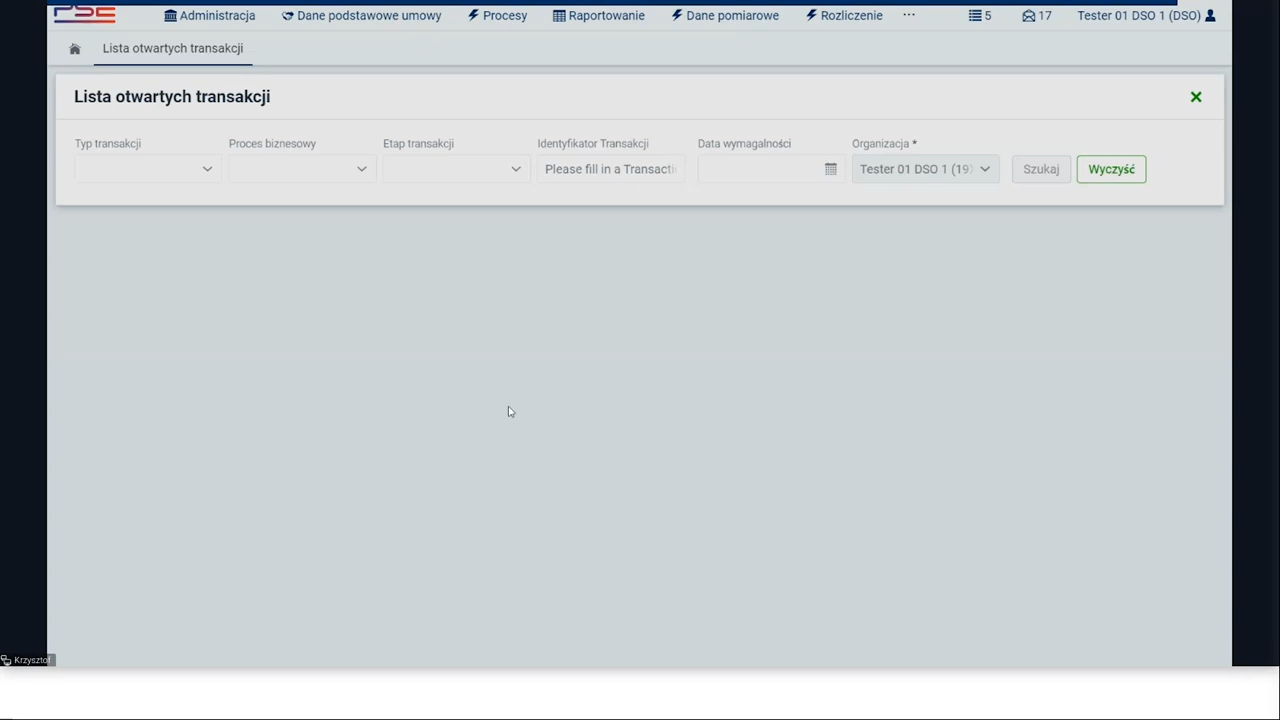 PSE Administracja Dane podstawowe umowy Procesy Raportowanie Dane pomiarowe Rozliczenie ... 5 17 Tester 01 DSO 1 (DSO)
Lista otwartych transakcji
Lista otwartych transakcji
Typ transakcji Proces biznesowy Etap transakcji Identyfikator Transakcji Data wymagalności Organizacja *
Please fill in a Transacti Tester 01 DSO 1 (19 Szukaj Wyczyść
Krzysztof